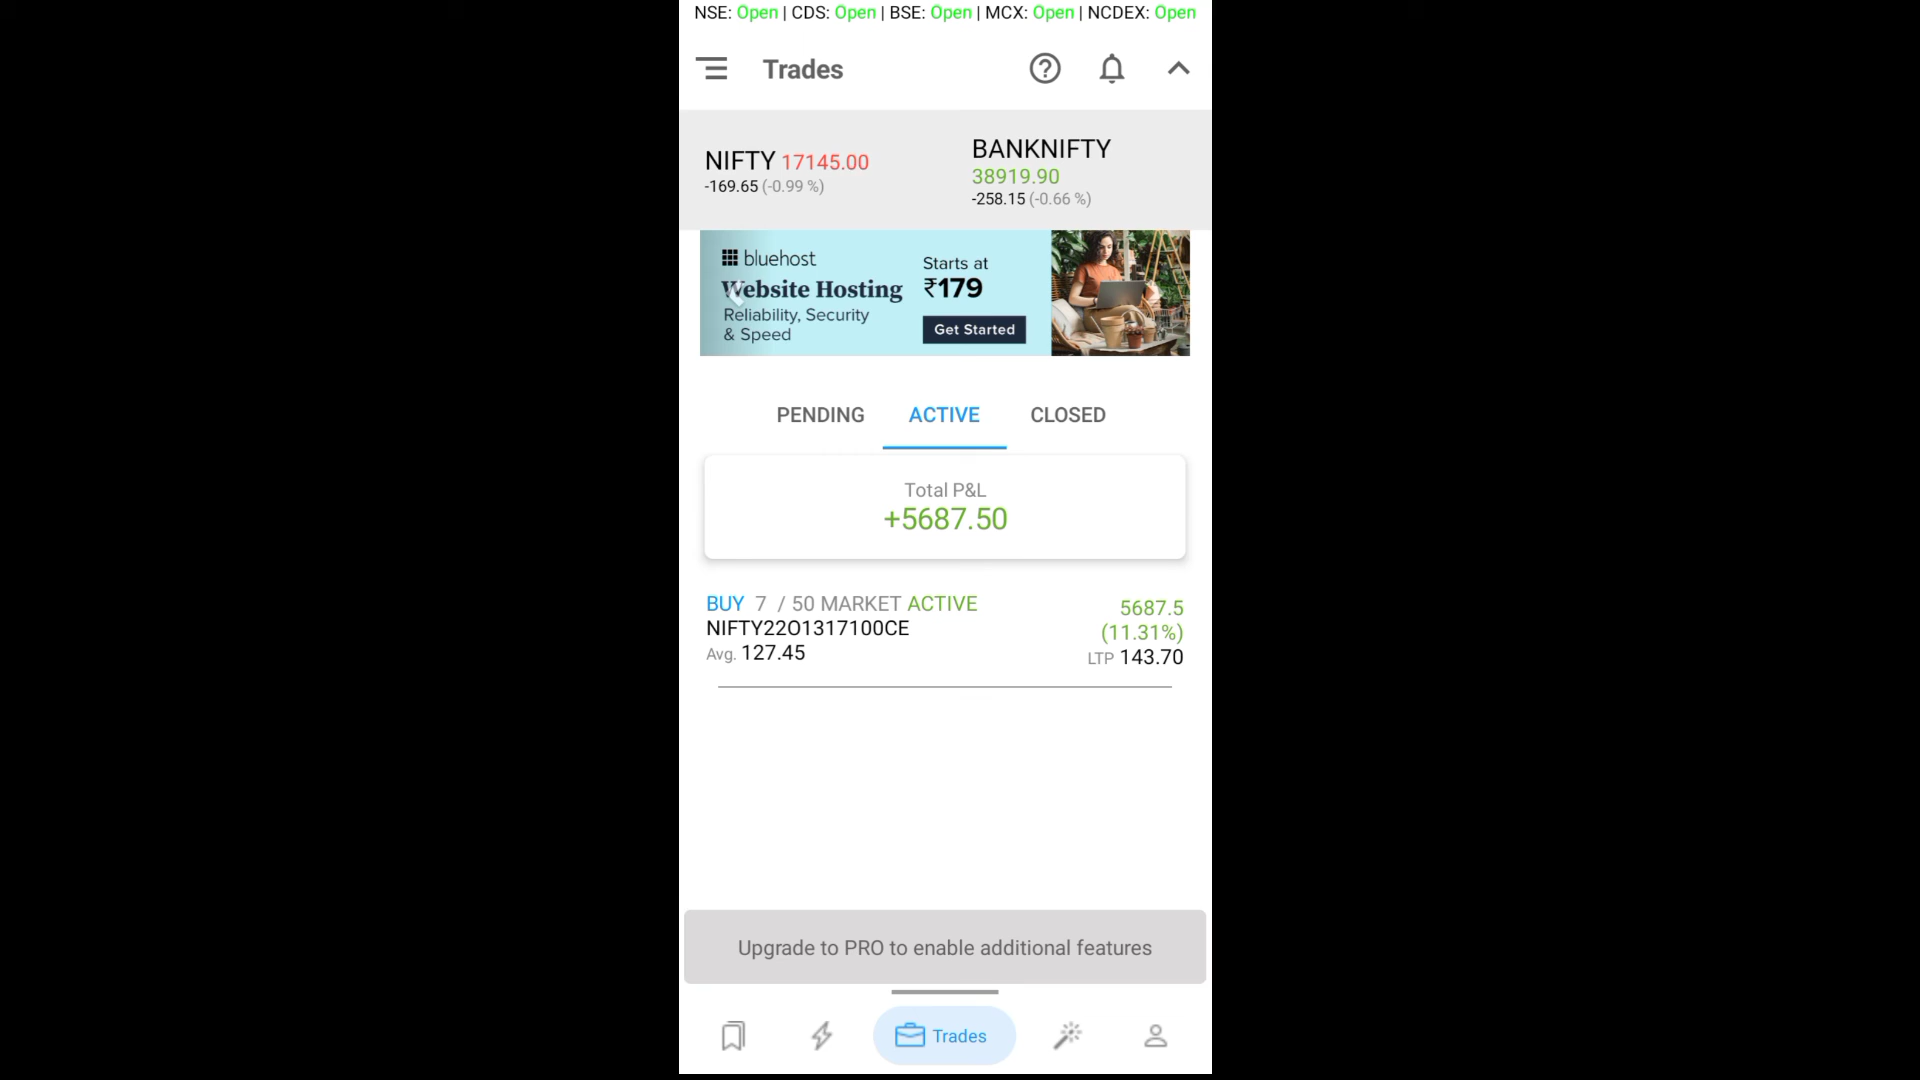 NSE: Open | CDS: Open | BSE: Open | MCX: Open | NCDEX: Open
Trades
NIFTY 17145.00
-169.65 (-0.99 %)
BANKNIFTY
38919.90
-258.15 (-0.66 %)
bluehost
Website Hosting
Reliability, Security
& Speed
Starts at
₹179
Get Started
PENDING ACTIVE CLOSED
Total P&L
+5687.50
BUY 7 / 50 MARKET ACTIVE
NIFTY22O1317100CE
Avg. 127.45
5687.5
(11.31%)
LTP 143.70
Upgrade to PRO to enable additional features
Trades